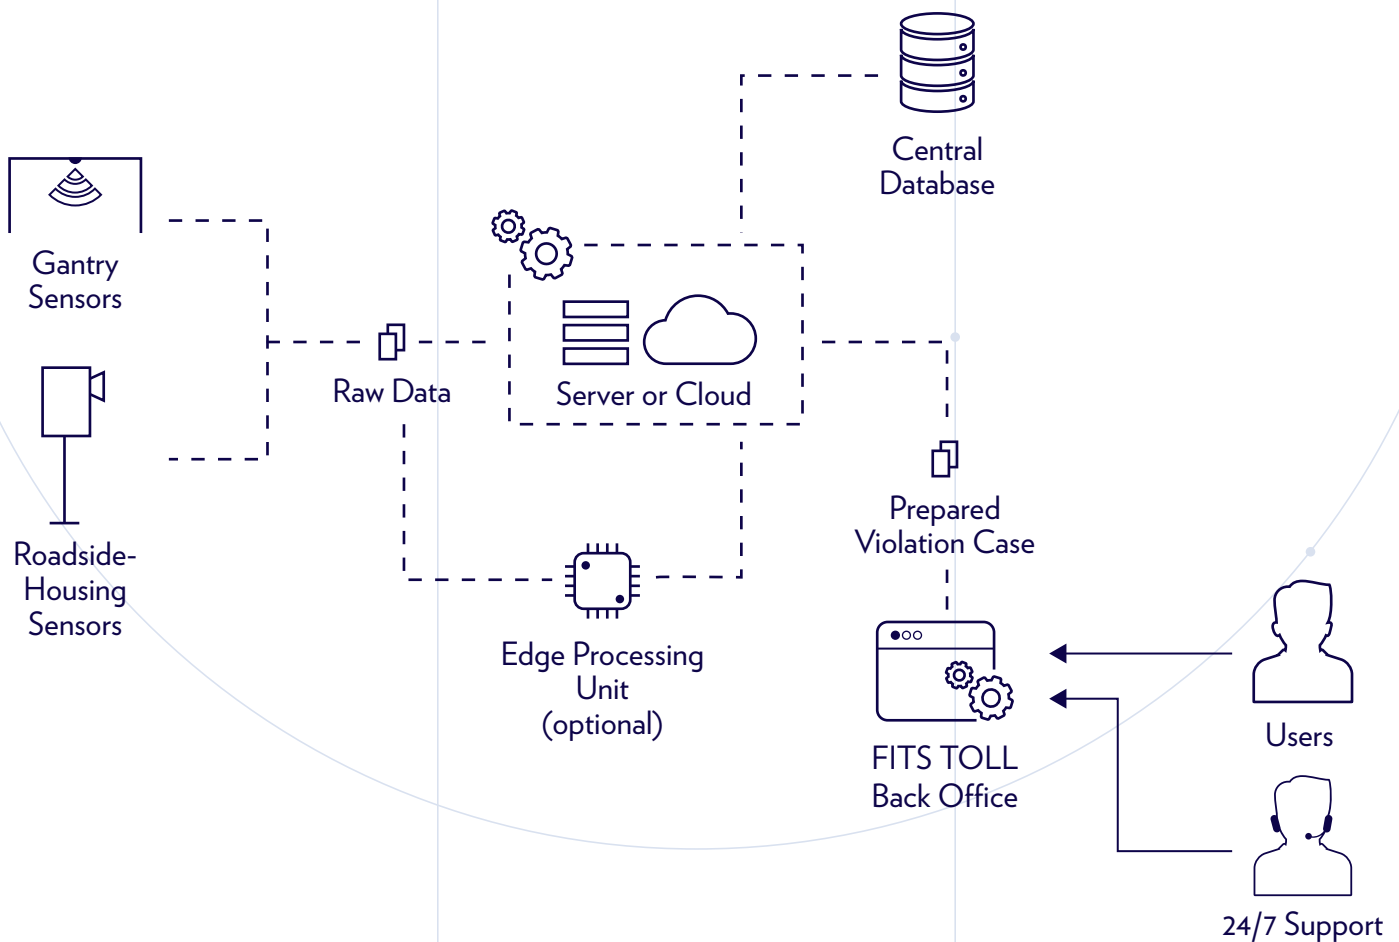 Central
Database
Gantry
Sensors
Raw Data
Server or Cloud
Prepared
Violation Case
Roadside-
Housing
Sensors
Edge Processing
Unit
(optional)
FITS TOLL
Back Office
Users
24/7 Support